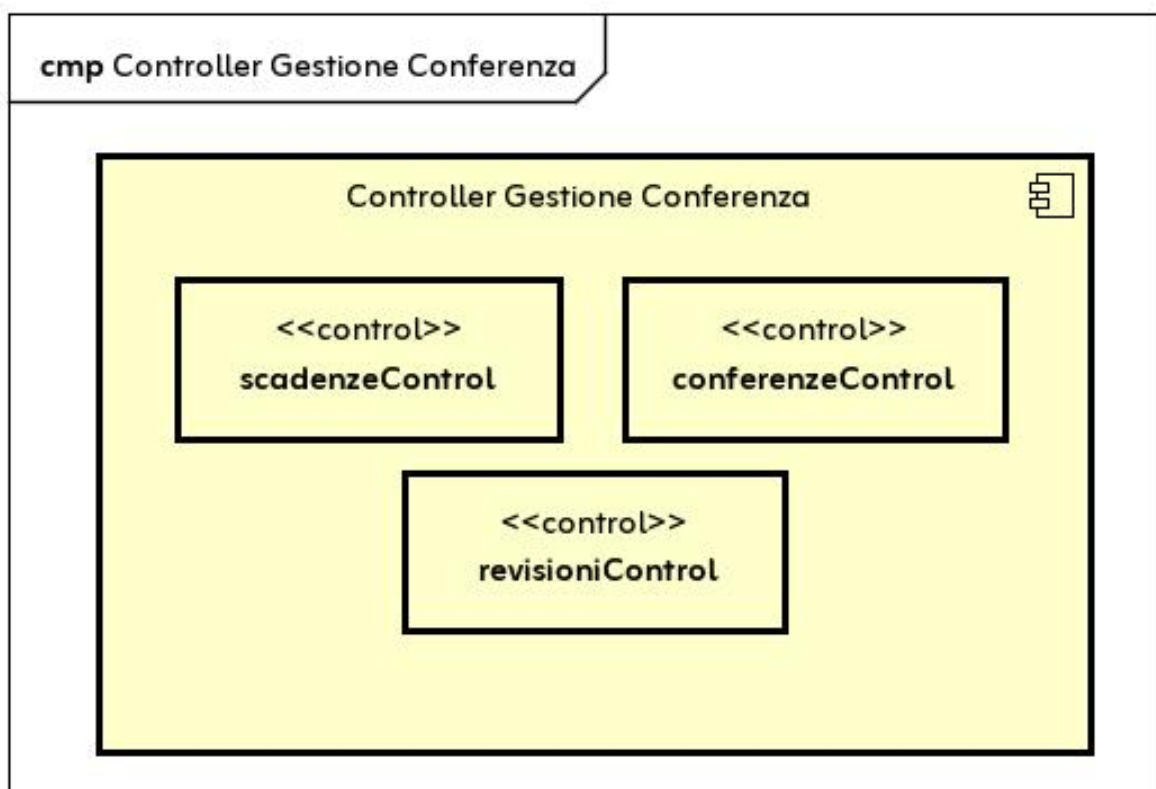 cmp Controller Gestione Conferenza
Controller Gestione Conferenza
<<control>>
scadenzeControl
<<control>>
conferenzeControl
<<control>>
revisioniControl